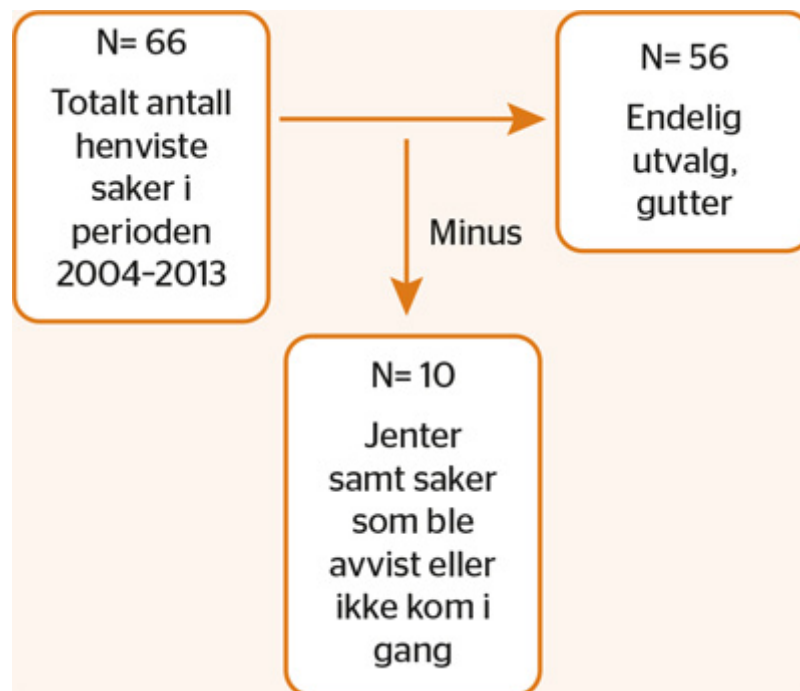 N= 66
Totalt antall
henviste
saker i
perioden
2004–2013
N= 56
Endelig
utvalg,
gutter
Minus
N= 10
Jenter
samt saker
som ble
avvist eller
ikke kom i
gang